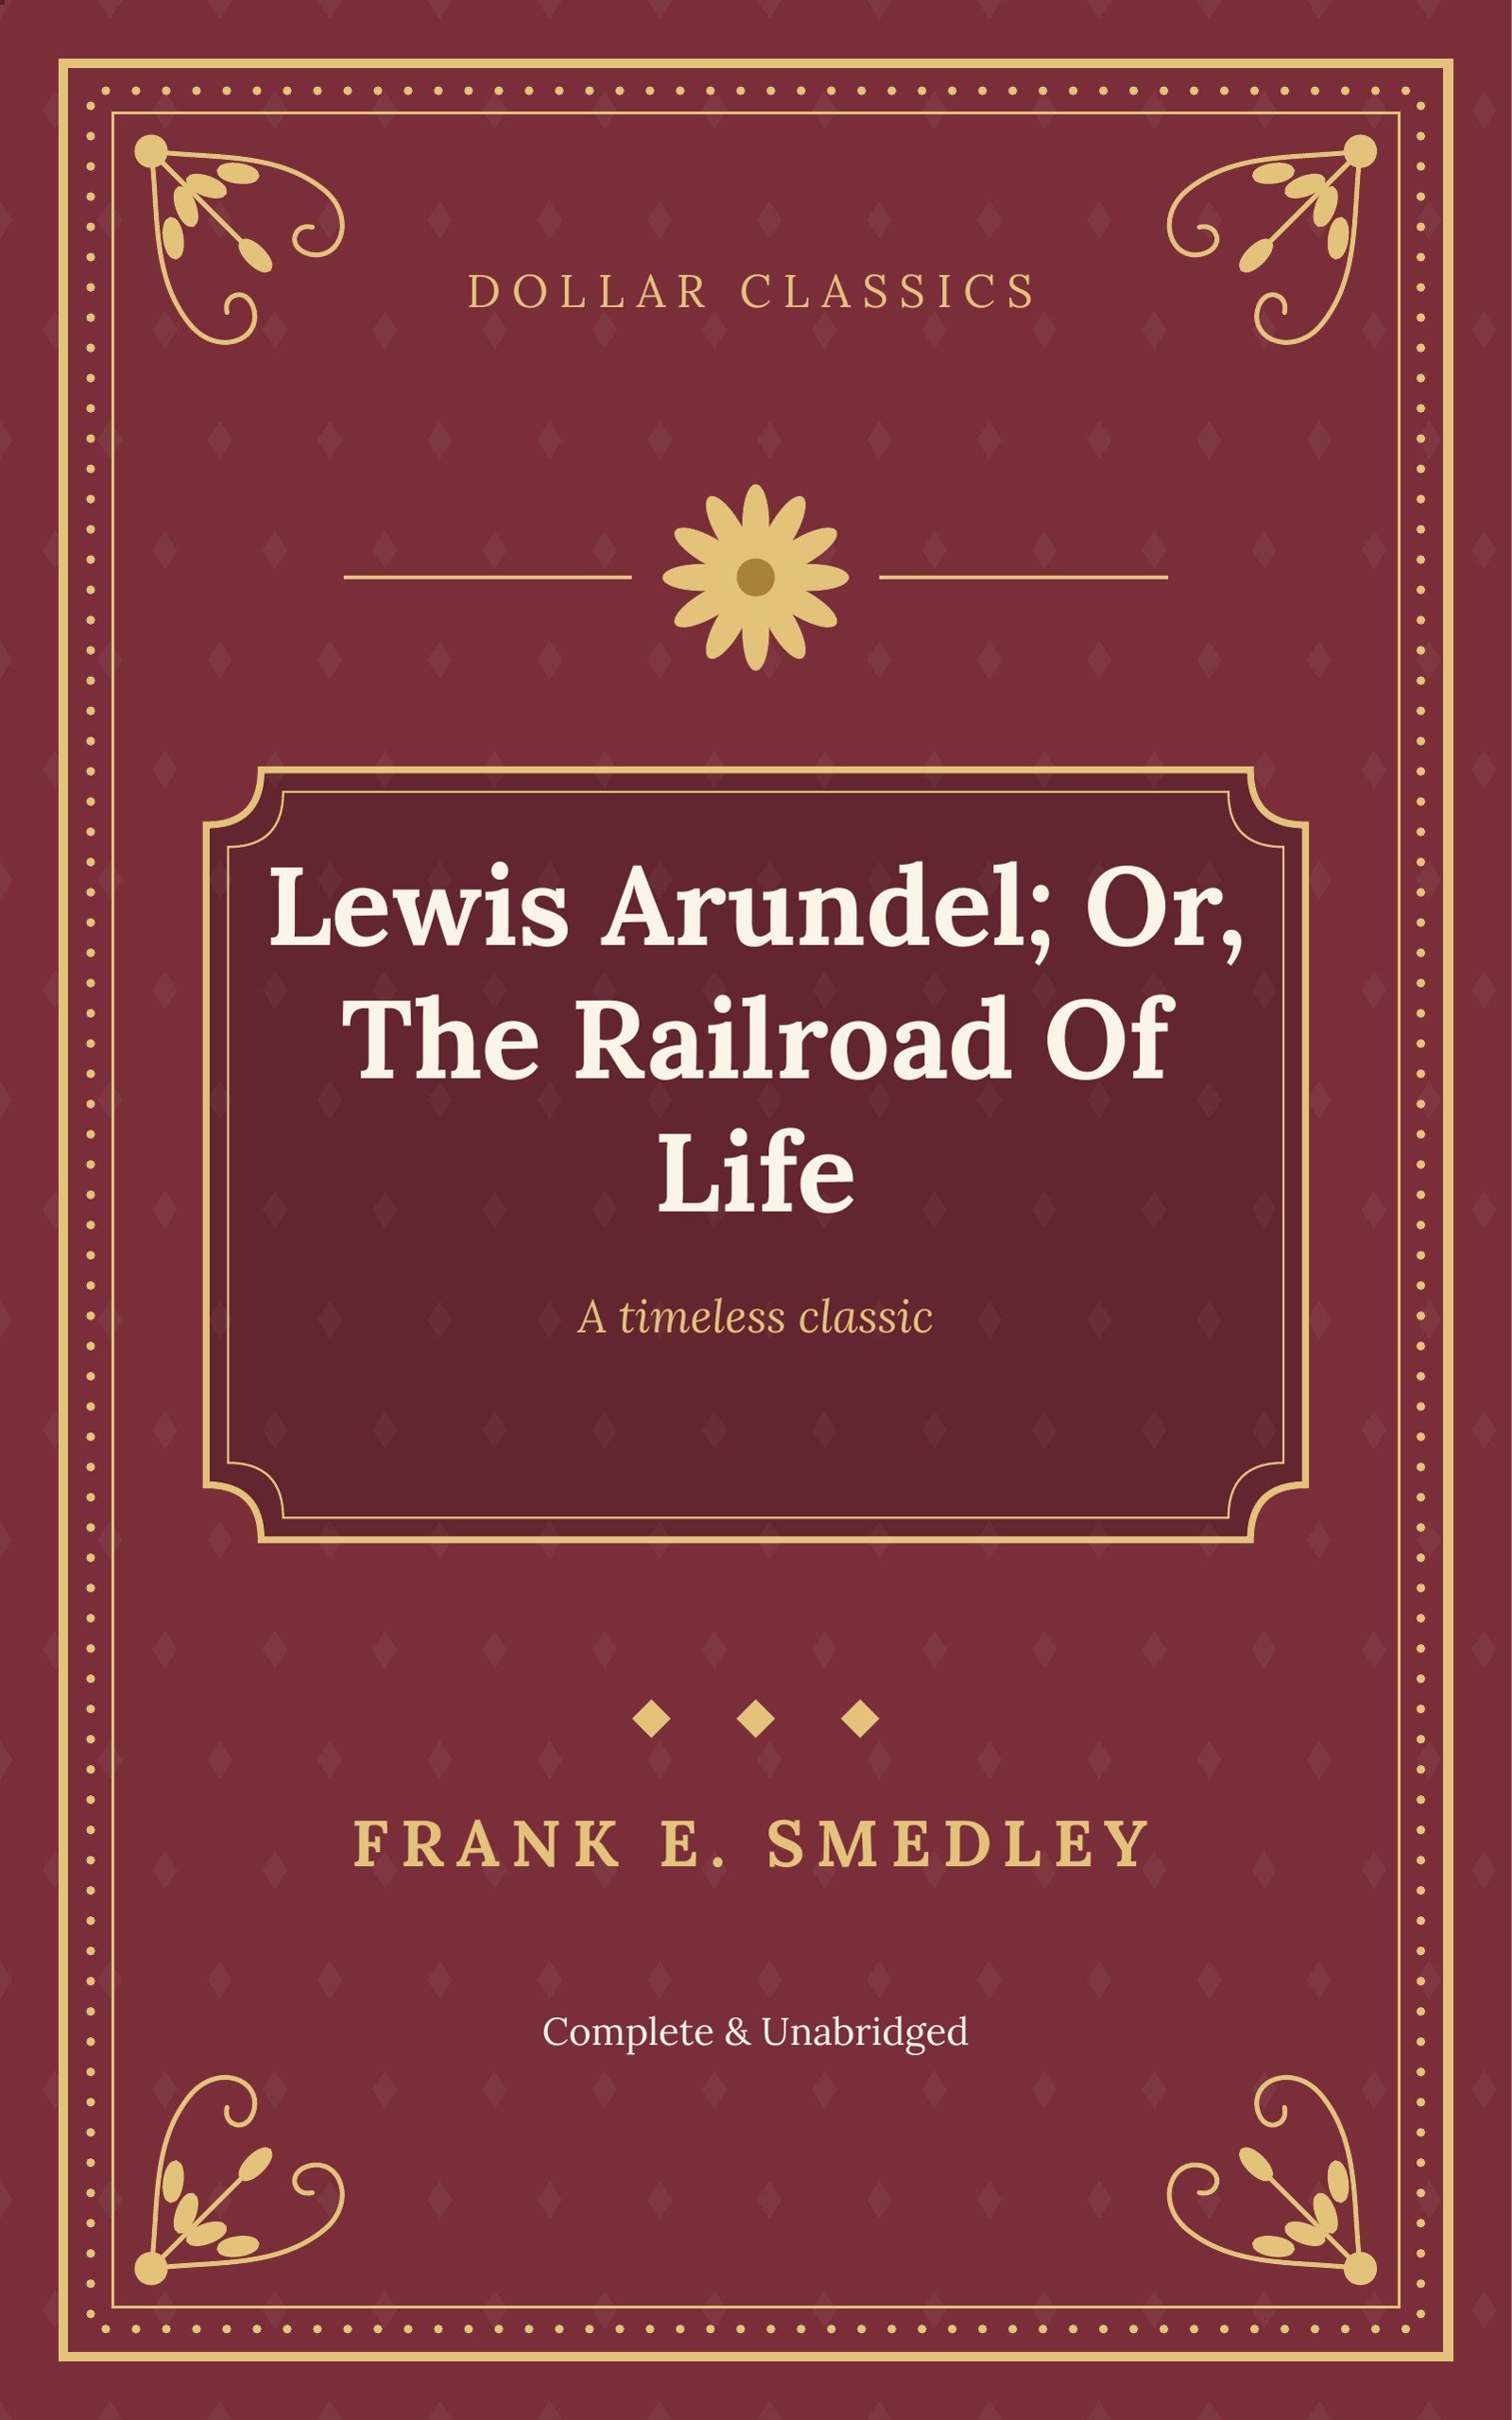 DOLLAR CLASSICS
Lewis Arundel; Or,
The Railroad Of
Life
A timeless classic
FRANK E. SMEDLEY
Complete & Unabridged